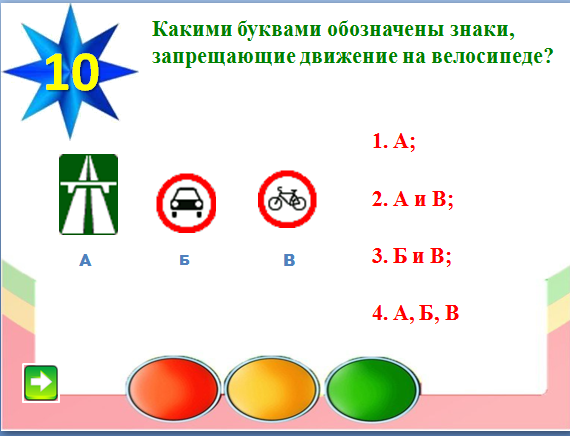 10
Какими буквами обозначены знаки,
запрещающие движение на велосипеде?
1. А;
2. А и В;
3. Б и В;
4. А, Б, В
А Б В